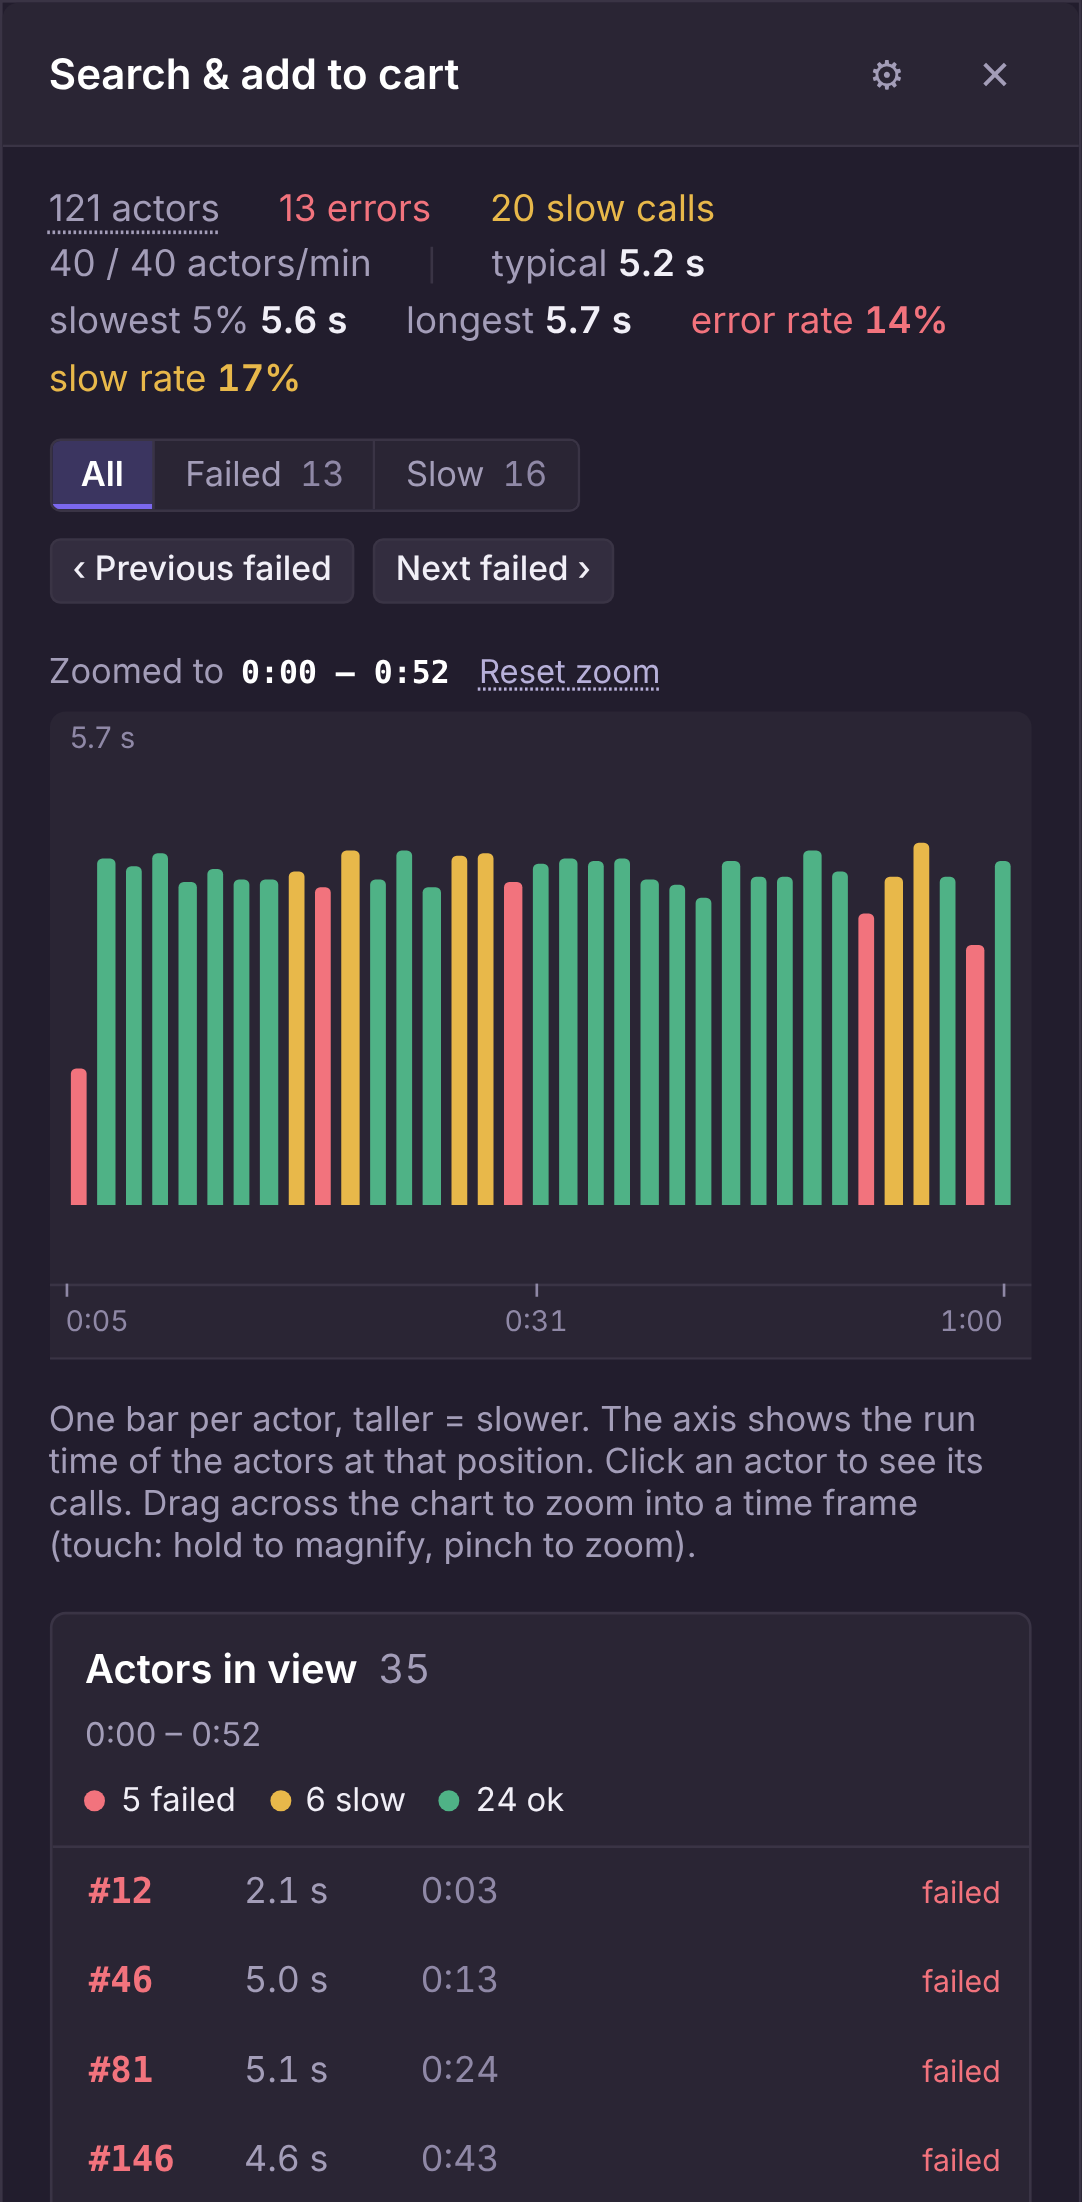 Search & add to cart
121 actors 13 errors 20 slow calls
40 / 40 actors/min typical 5.2 s
slowest 5% 5.6 s longest 5.7 s error rate 14%
slow rate 17%
All Failed 13 Slow 16
‹ Previous failed Next failed ›
Zoomed to 0:00 – 0:52 Reset zoom
5.7 s
0:05 0:31 1:00
One bar per actor, taller = slower. The axis shows the run
time of the actors at that position. Click an actor to see its
calls. Drag across the chart to zoom into a time frame
(touch: hold to magnify, pinch to zoom).
Actors in view 35
0:00 – 0:52
5 failed 6 slow 24 ok
#12 2.1 s 0:03 failed
#46 5.0 s 0:13 failed
#81 5.1 s 0:24 failed
#146 4.6 s 0:43 failed